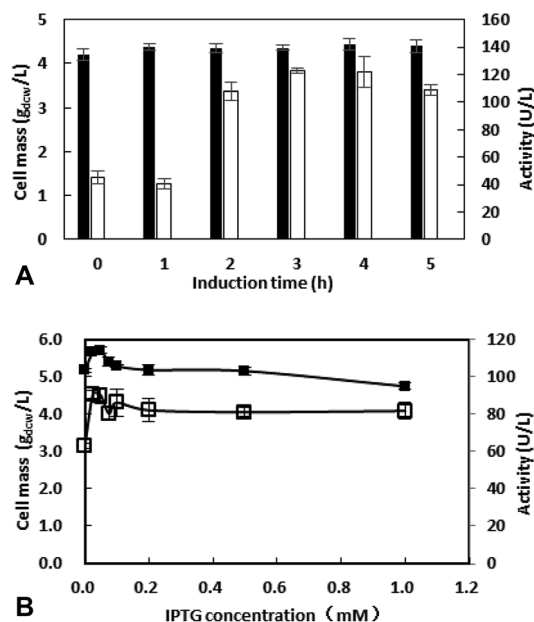 5 160
4 140
3 120
2 100
1 80
0 60
40
20
0
Cell mass (gdcw/L)
Activity (U/L)
0 1 2 3 4 5
A Induction time (h)
6.0 120
5.0 100
4.0 80
3.0 60
2.0 40
1.0 20
0.0 0
Cell mass (gdcw/L)
Activity (U/L)
0.0 0.2 0.4 0.6 0.8 1.0 1.2
B IPTG concentration（mM）